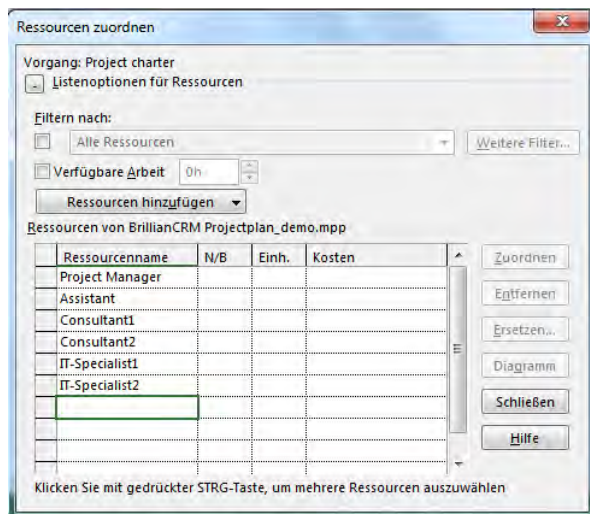 Ressourcen zuordnen
Vorgang: Project charter
Listenoptionen für Ressourcen
Filtern nach:
Alle Ressourcen
Weitere Filter...
Verfügbare Arbeit 0h
Ressourcen hinzufügen
Ressourcen von BrillianCRM Projectplan_demo.mpp
Ressourcenname N/B Einh. Kosten
Zuordnen
Project Manager
Assistant
Entfernen
Consultant1
Ersetzen...
Consultant2
IT-Specialist1
Diagramm
IT-Specialist2
Schließen
Hilfe
Klicken Sie mit gedrückter STRG-Taste, um mehrere Ressourcen auszuwählen